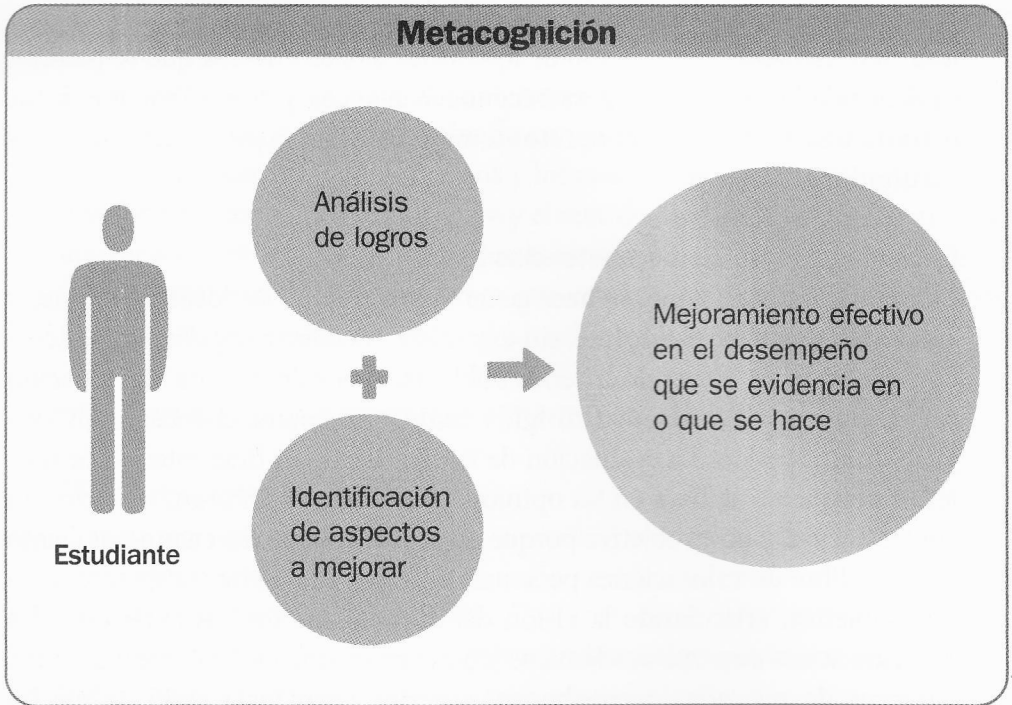 Metacognición
Análisis
de logros
Mejoramiento efectivo
en el desempeño
que se evidencia en
o que se hace
Identificación
de aspectos
a mejorar
Estudiante